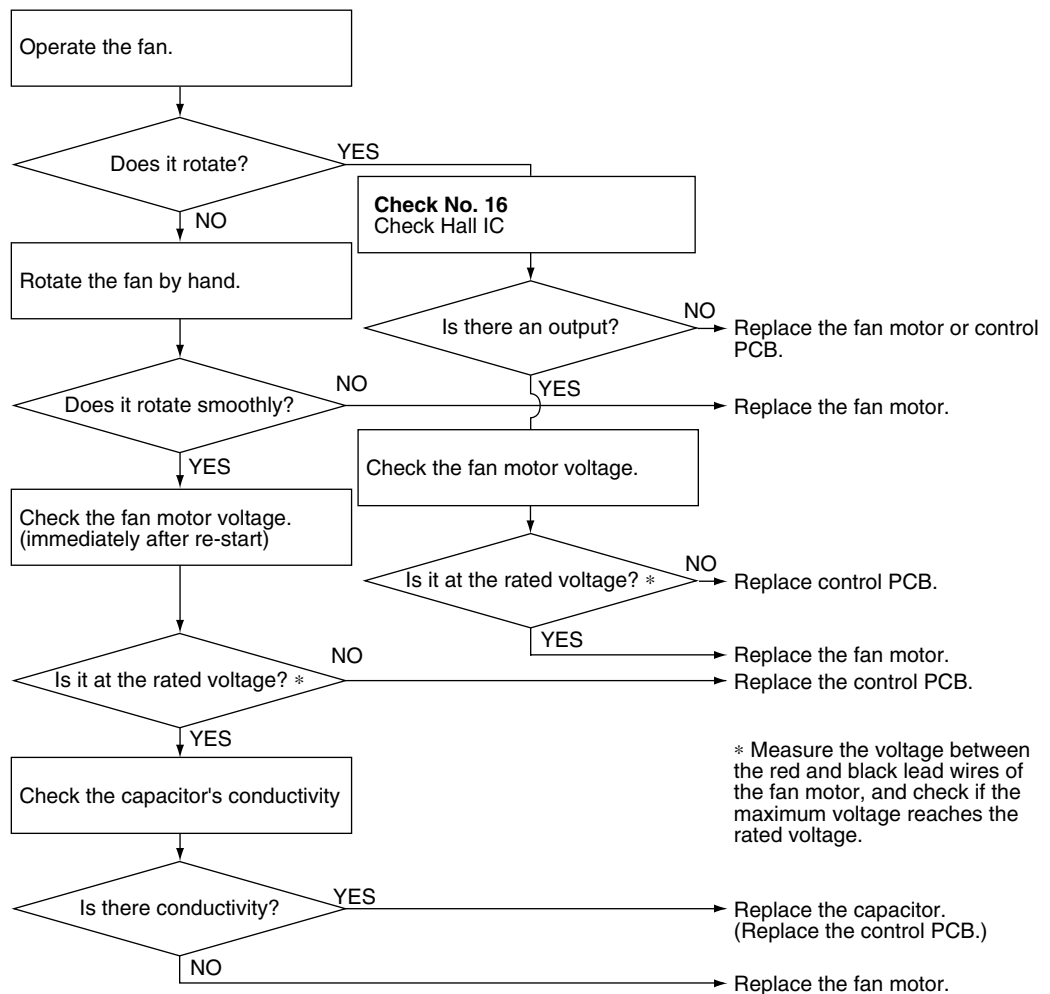 Operate the fan.
Does it rotate?
YES
NO
Check No. 16
Check Hall IC
Rotate the fan by hand.
Is there an output?
NO
Replace the fan motor or control
PCB.
YES
Does it rotate smoothly?
NO
Replace the fan motor.
YES
Check the fan motor voltage.
Check the fan motor voltage.
(immediately after re-start)
Is it at the rated voltage? *
NO
Replace control PCB.
YES
Replace the fan motor.
Is it at the rated voltage? *
NO
Replace the control PCB.
YES
* Measure the voltage between
the red and black lead wires of
the fan motor, and check if the
maximum voltage reaches the
rated voltage.
Check the capacitor's conductivity
Is there conductivity?
YES
Replace the capacitor.
(Replace the control PCB.)
NO
Replace the fan motor.